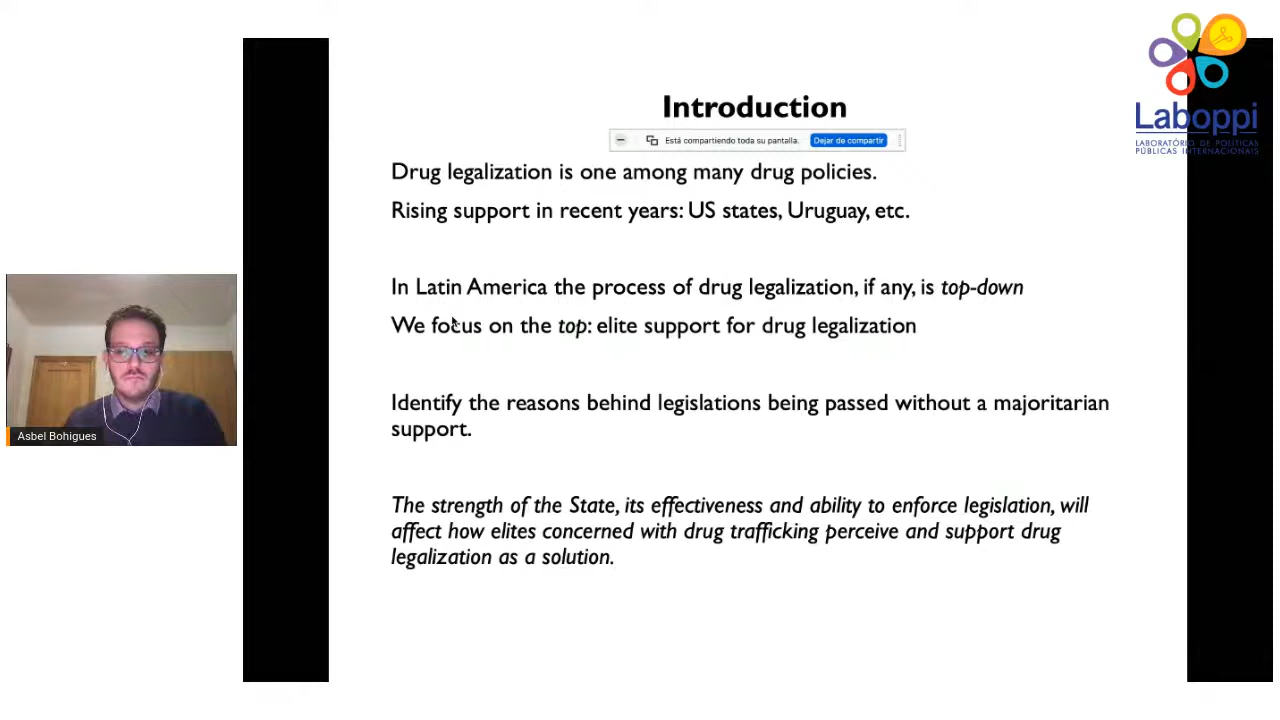 Introduction
Está compartiendo toda su pantalla.
Dejar de compartir
Drug legalization is one among many drug policies.
Rising support in recent years: US states, Uruguay, etc.
In Latin America the process of drug legalization, if any, is top-down
We focus on the top: elite support for drug legalization
Identify the reasons behind legislations being passed without a majoritarian
support.
The strength of the State, its effectiveness and ability to enforce legislation, will
affect how elites concerned with drug trafficking perceive and support drug
legalization as a solution.
Asbel Bohigues
Laboppi
LABORATÓRIO DE POLÍTICAS
PÚBLICAS INTERNACIONAIS